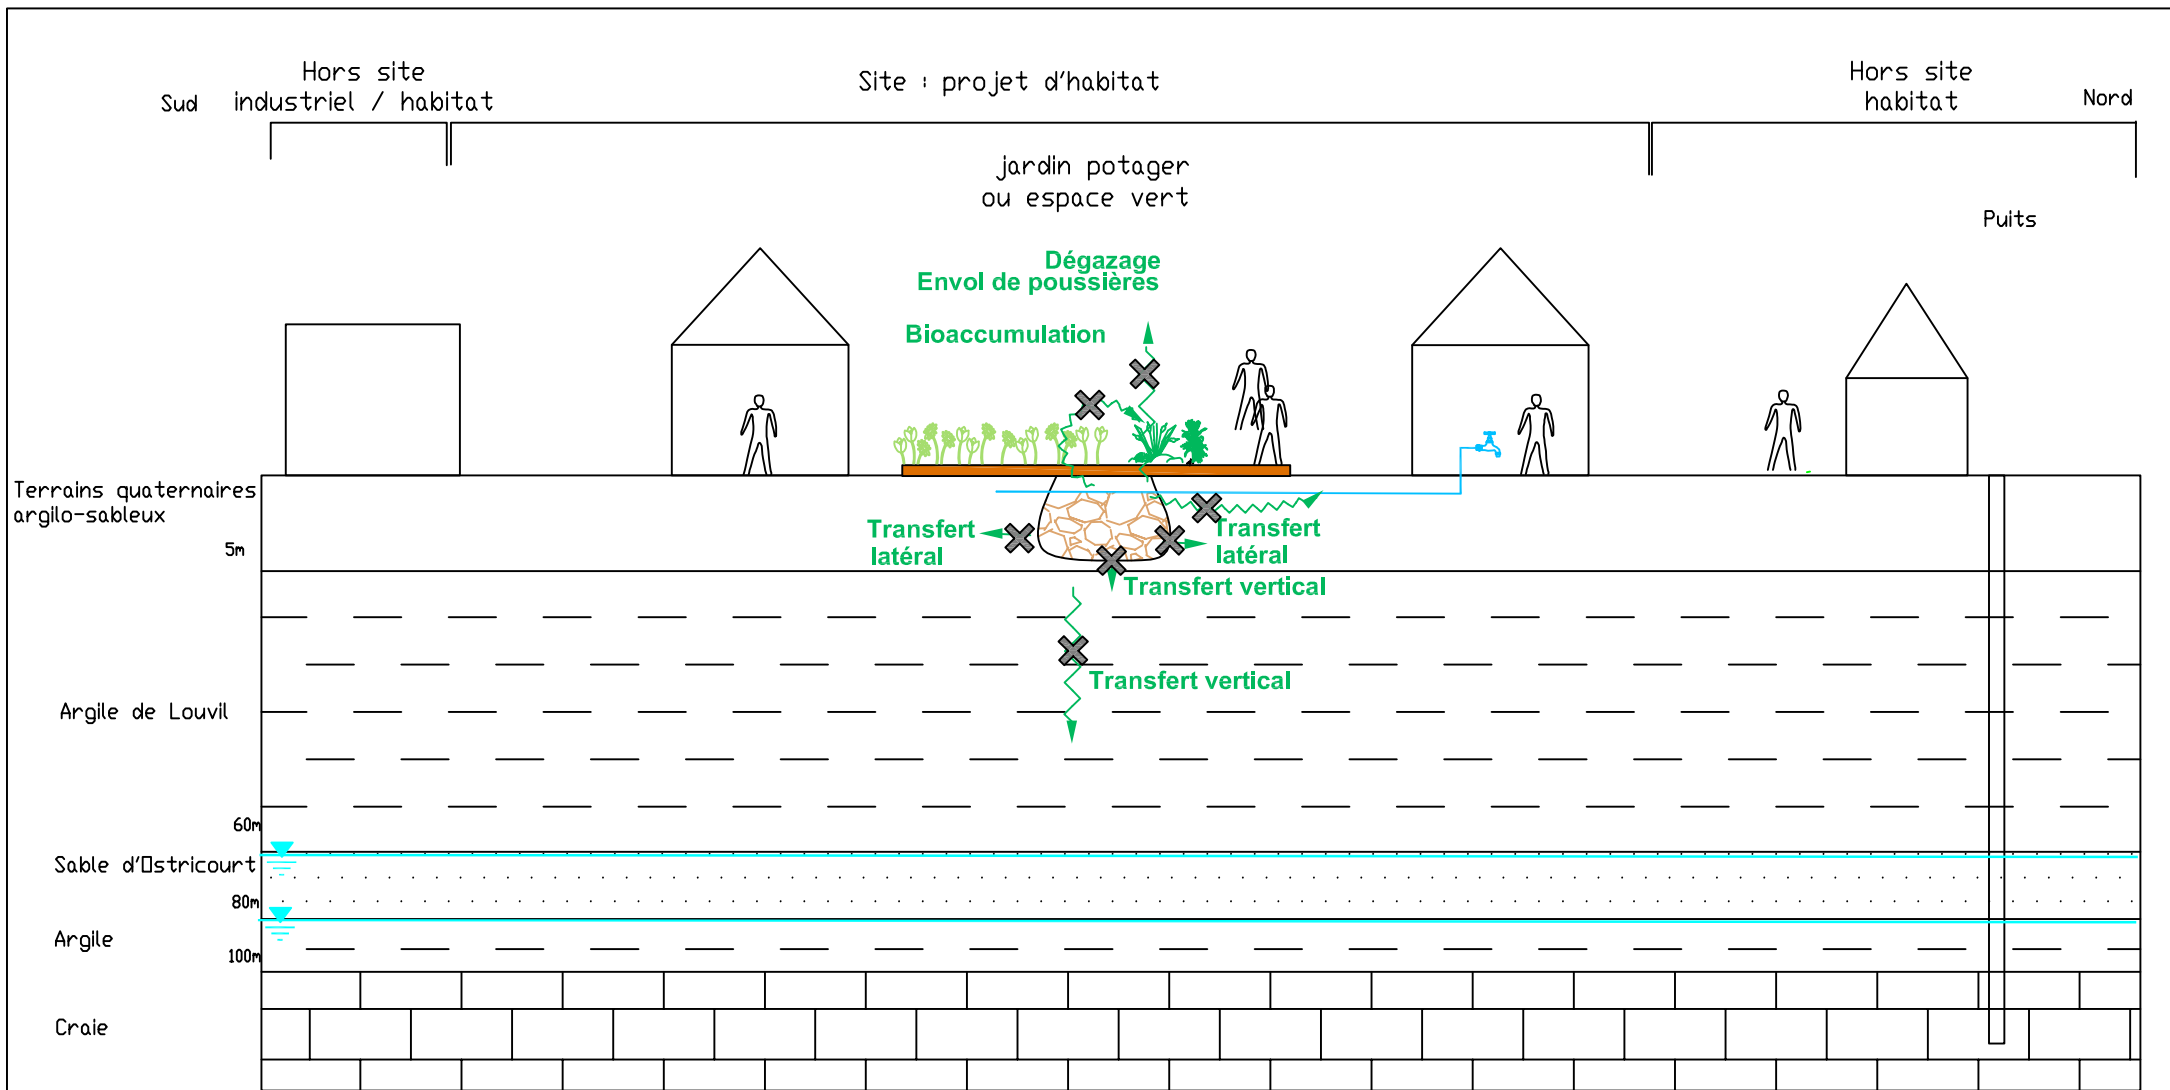 Hors site
industriel / habitat
Sud
Site : projet d'habitat
Hors site
habitat
Nord
jardin potager
ou espace vert
Puits
Dégazage
Envol de poussières
Bioaccumulation
Terrains quaternaires
argilo-sableux
5m
Transfert
latéral
Transfert
latéral
Transfert vertical
Transfert vertical
Argile de Louvil
60m
Sable d'□stricourt
80m
Argile
100m
Craie